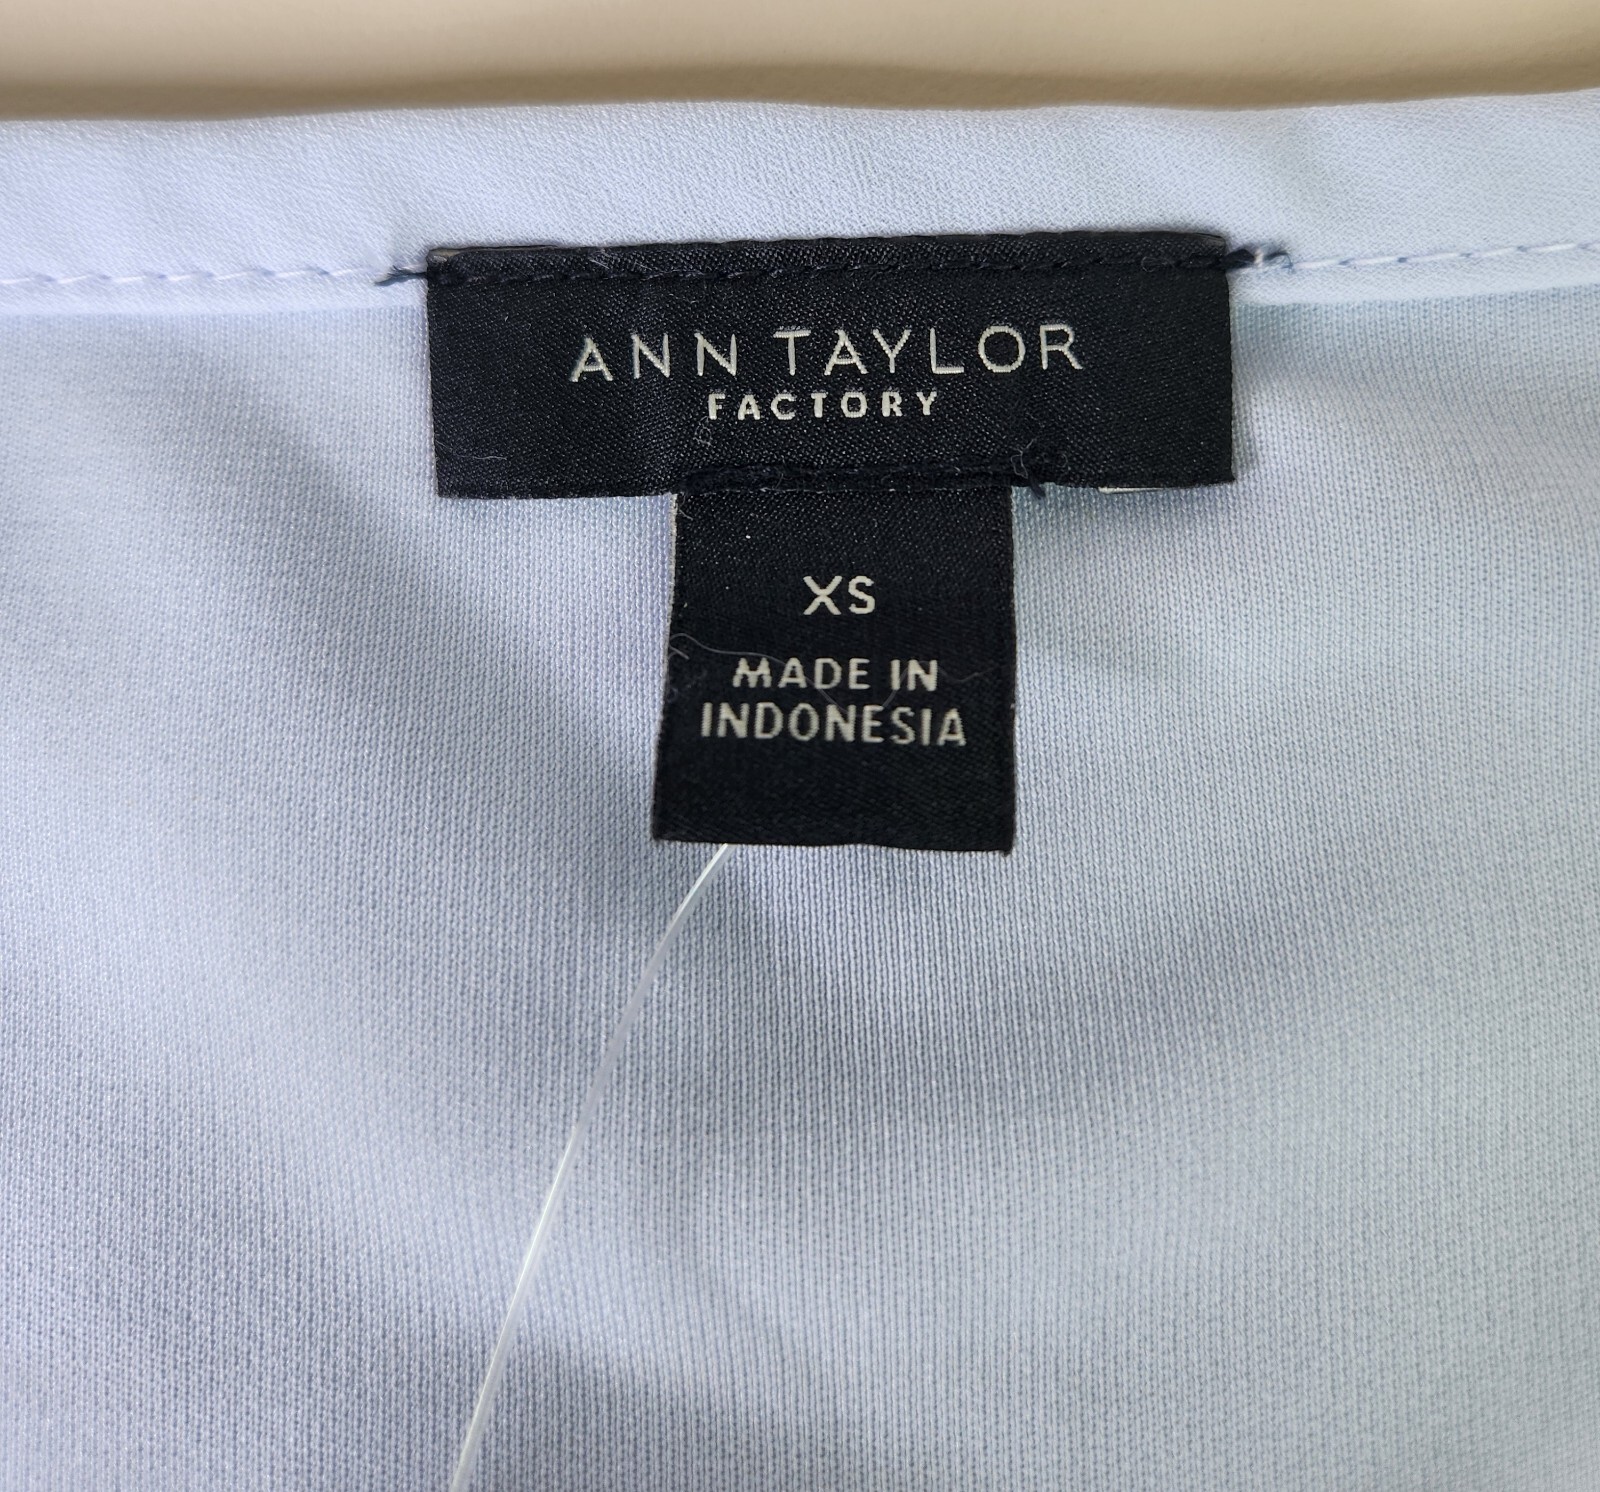 ANN TAYLOR
FACTORY
XS
MADE IN
INDONESIA